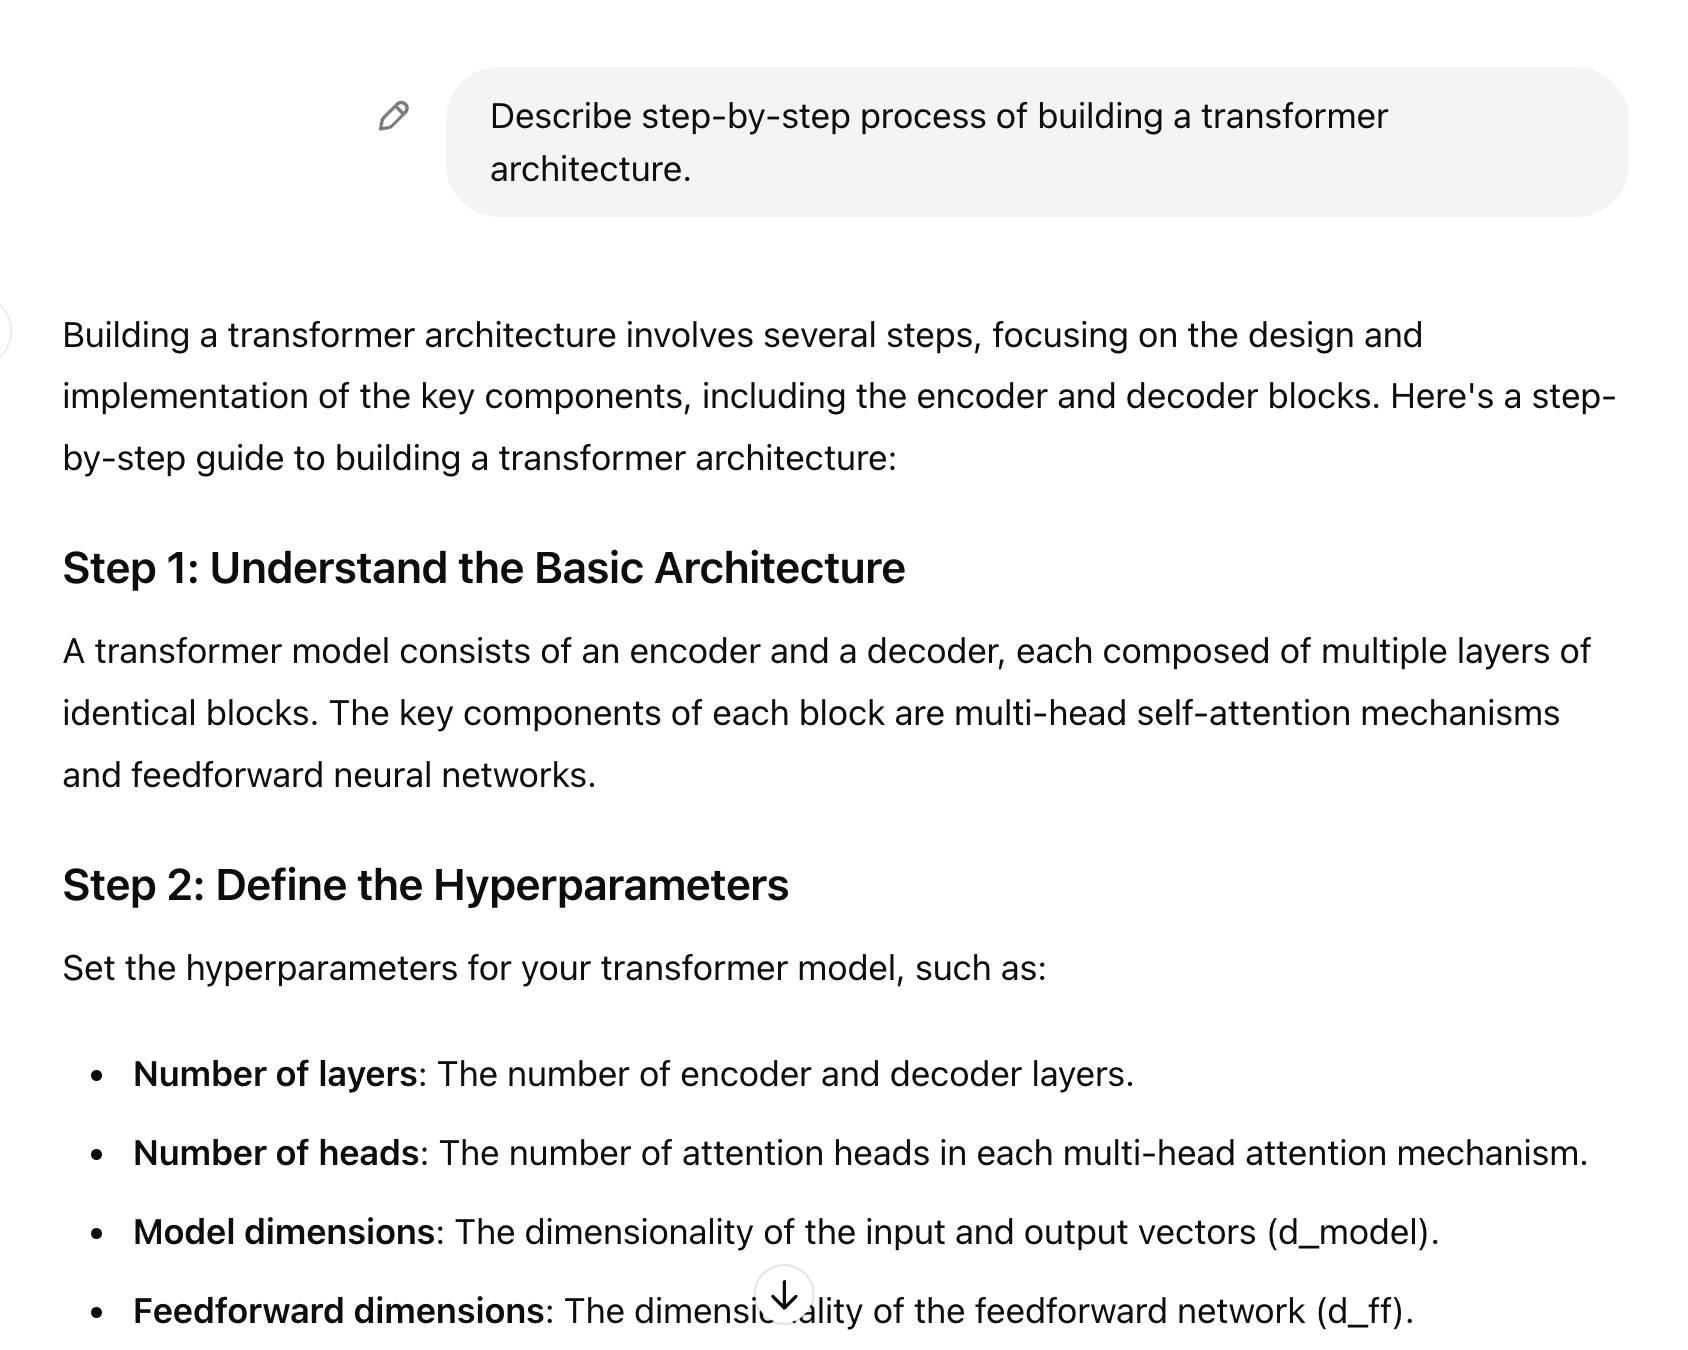 Describe step-by-step process of building a transformer
architecture.
Building a transformer architecture involves several steps, focusing on the design and
implementation of the key components, including the encoder and decoder blocks. Here's a step-
by-step guide to building a transformer architecture:
Step 1: Understand the Basic Architecture
A transformer model consists of an encoder and a decoder, each composed of multiple layers of
identical blocks. The key components of each block are multi-head self-attention mechanisms
and feedforward neural networks.
Step 2: Define the Hyperparameters
Set the hyperparameters for your transformer model, such as:
• Number of layers: The number of encoder and decoder layers.
• Number of heads: The number of attention heads in each multi-head attention mechanism.
• Model dimensions: The dimensionality of the input and output vectors (d_model).
• Feedforward dimensions: The dimensionality of the feedforward network (d_ff).